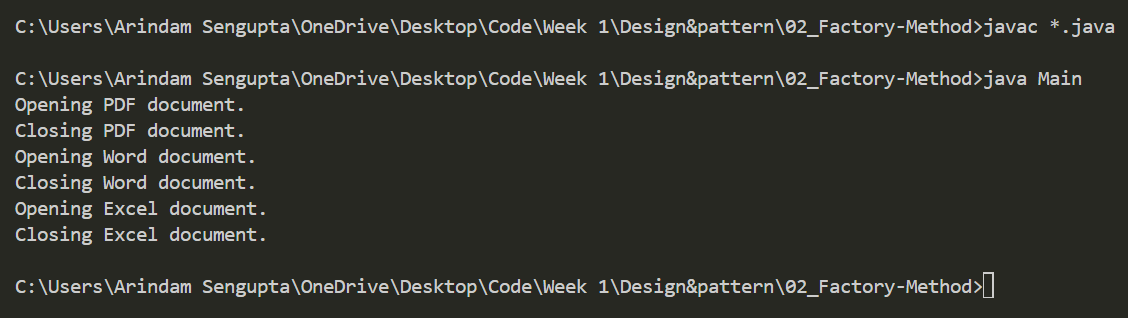 C:\Users\Arindam Sengupta\OneDrive\Desktop\Code\Week 1\Design&pattern\02_Factory-Method>javac *.java
C:\Users\Arindam Sengupta\OneDrive\Desktop\Code\Week 1\Design&pattern\02_Factory-Method>java Main
Opening PDF document.
Closing PDF document.
Opening Word document.
Closing Word document.
Opening Excel document.
Closing Excel document.
C:\Users\Arindam Sengupta\OneDrive\Desktop\Code\Week 1\Design&pattern\02_Factory-Method>